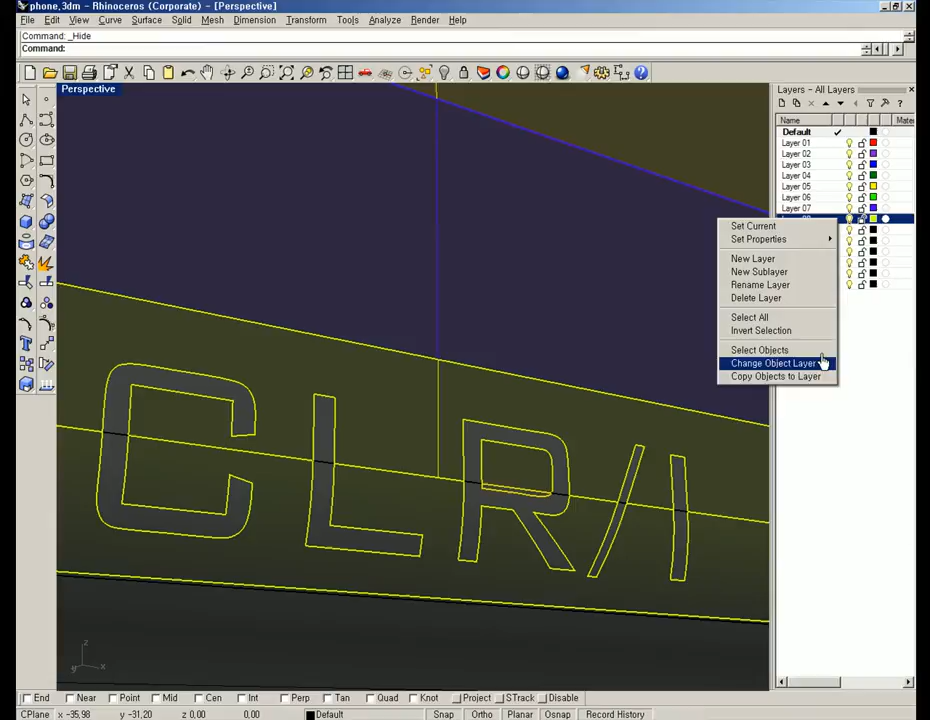 phone.3dm - Rhinoceros (Corporate) - [Perspective]
File Edit View Curve Surface Solid Mesh Dimension Transform Tools Analyze Render Help
Command: _Hide
Command:
Perspective
Layers - All Layers
Name Mater
Default
Layer 01
Layer 02
Layer 03
Layer 04
Layer 05
Layer 06
Layer 07
Set Current
Set Properties
New Layer
New Sublayer
Rename Layer
Delete Layer
Select All
Invert Selection
Select Objects
Change Object Layer
Copy Objects to Layer
CLR/I
z
y x
End Near Point Mid Cen Int Perp Tan Quad Knot Project STrack Disable
CPlane x -35,98 y -31,20 z 0,00 0,00 Default Snap Ortho Planar Osnap Record History